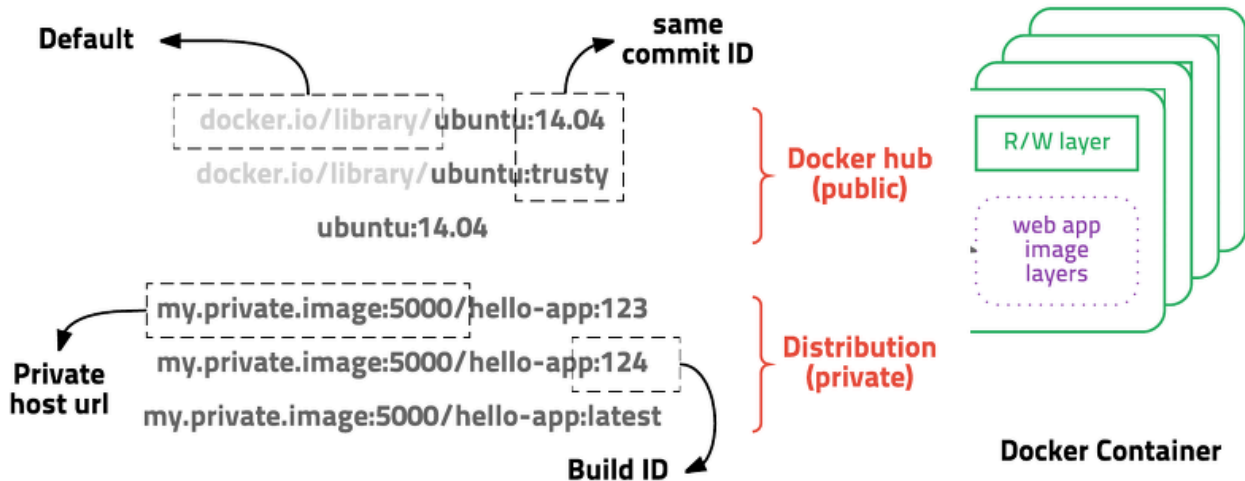 Default
same
commit ID
docker.io/library/ubuntu:14.04
docker.io/library/ubuntu:trusty
ubuntu:14.04
Docker hub
(public)
my.private.image:5000/hello-app:123
my.private.image:5000/hello-app:124
my.private.image:5000/hello-app:latest
Private
host url
Build ID
Distribution
(private)
R/W layer
web app
image
layers
Docker Container